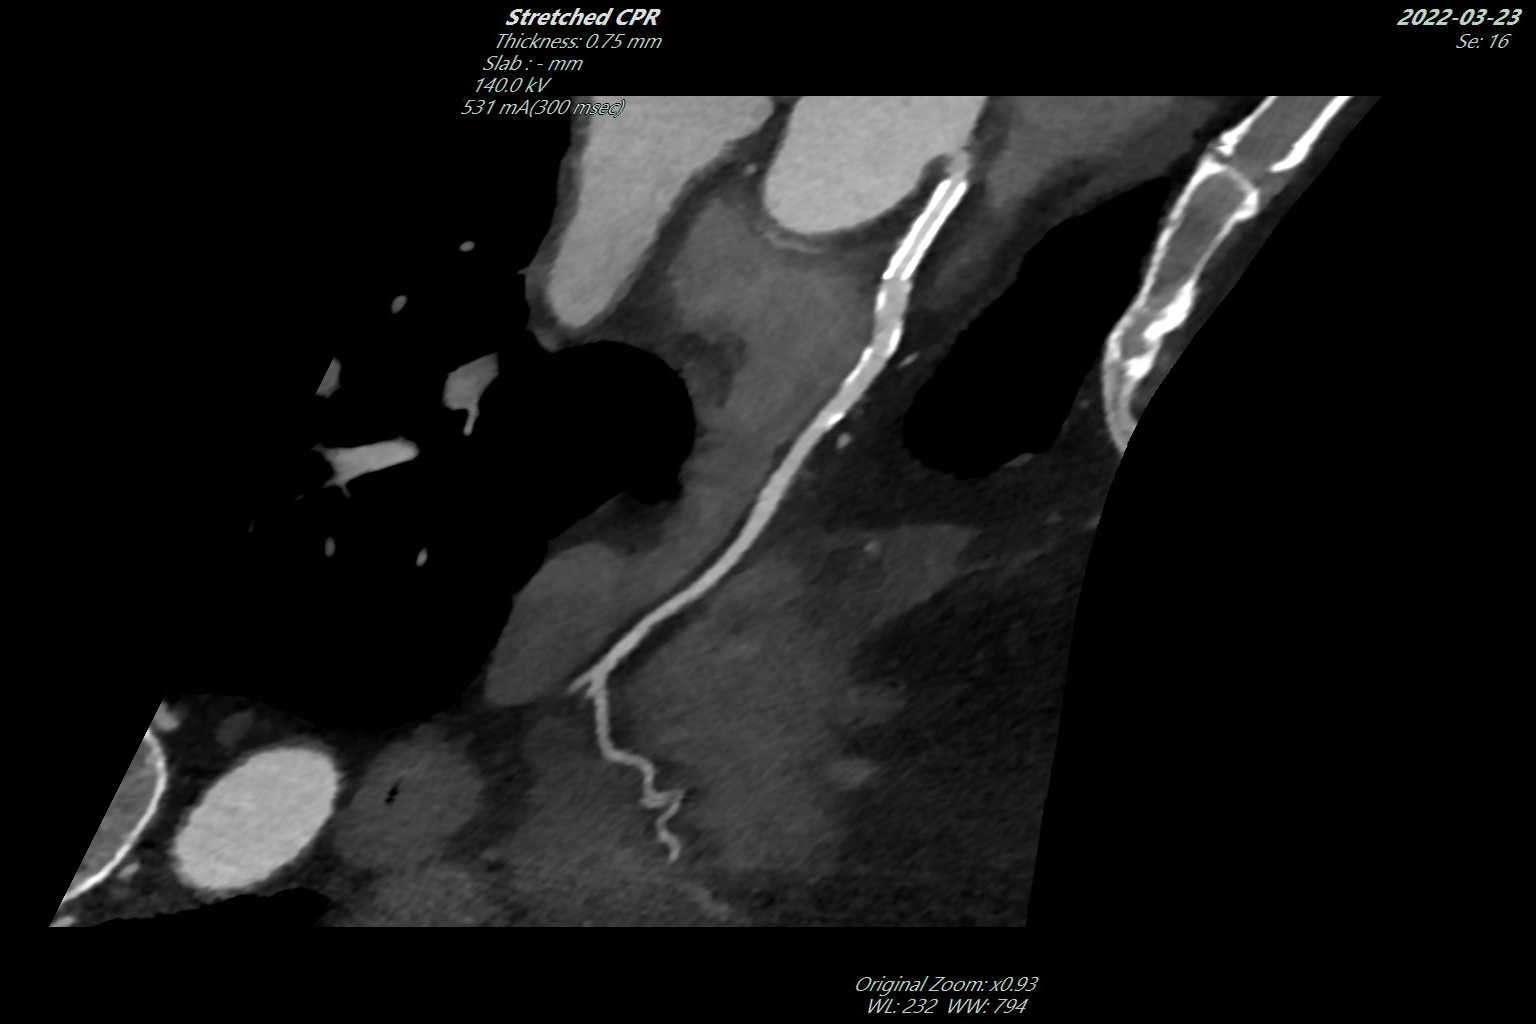 Stretched CPR
Thickness: 0.75 mm
Slab : - mm
140.0 kV
531 mA(300 msec)
2022-03-23
Se: 16
Original Zoom: x0.93
WL: 232 WW: 794